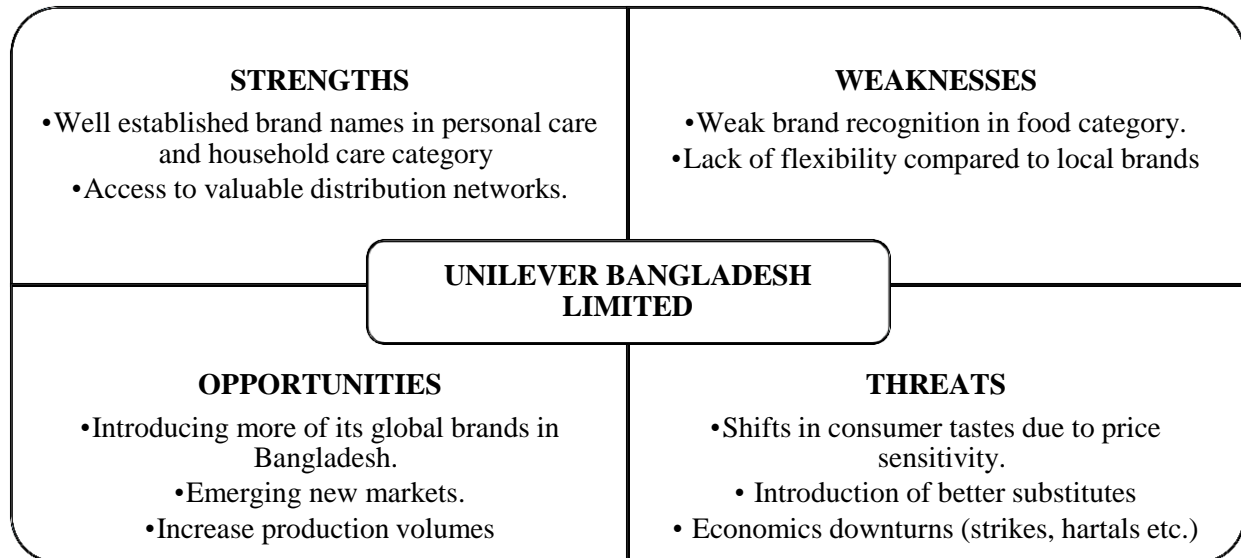 STRENGTHS
•Well established brand names in personal care
and household care category
•Access to valuable distribution networks.
WEAKNESSES
•Weak brand recognition in food category.
•Lack of flexibility compared to local brands
UNILEVER BANGLADESH
LIMITED
OPPORTUNITIES
•Introducing more of its global brands in
Bangladesh.
•Emerging new markets.
•Increase production volumes
THREATS
•Shifts in consumer tastes due to price
sensitivity.
• Introduction of better substitutes
• Economics downturns (strikes, hartals etc.)